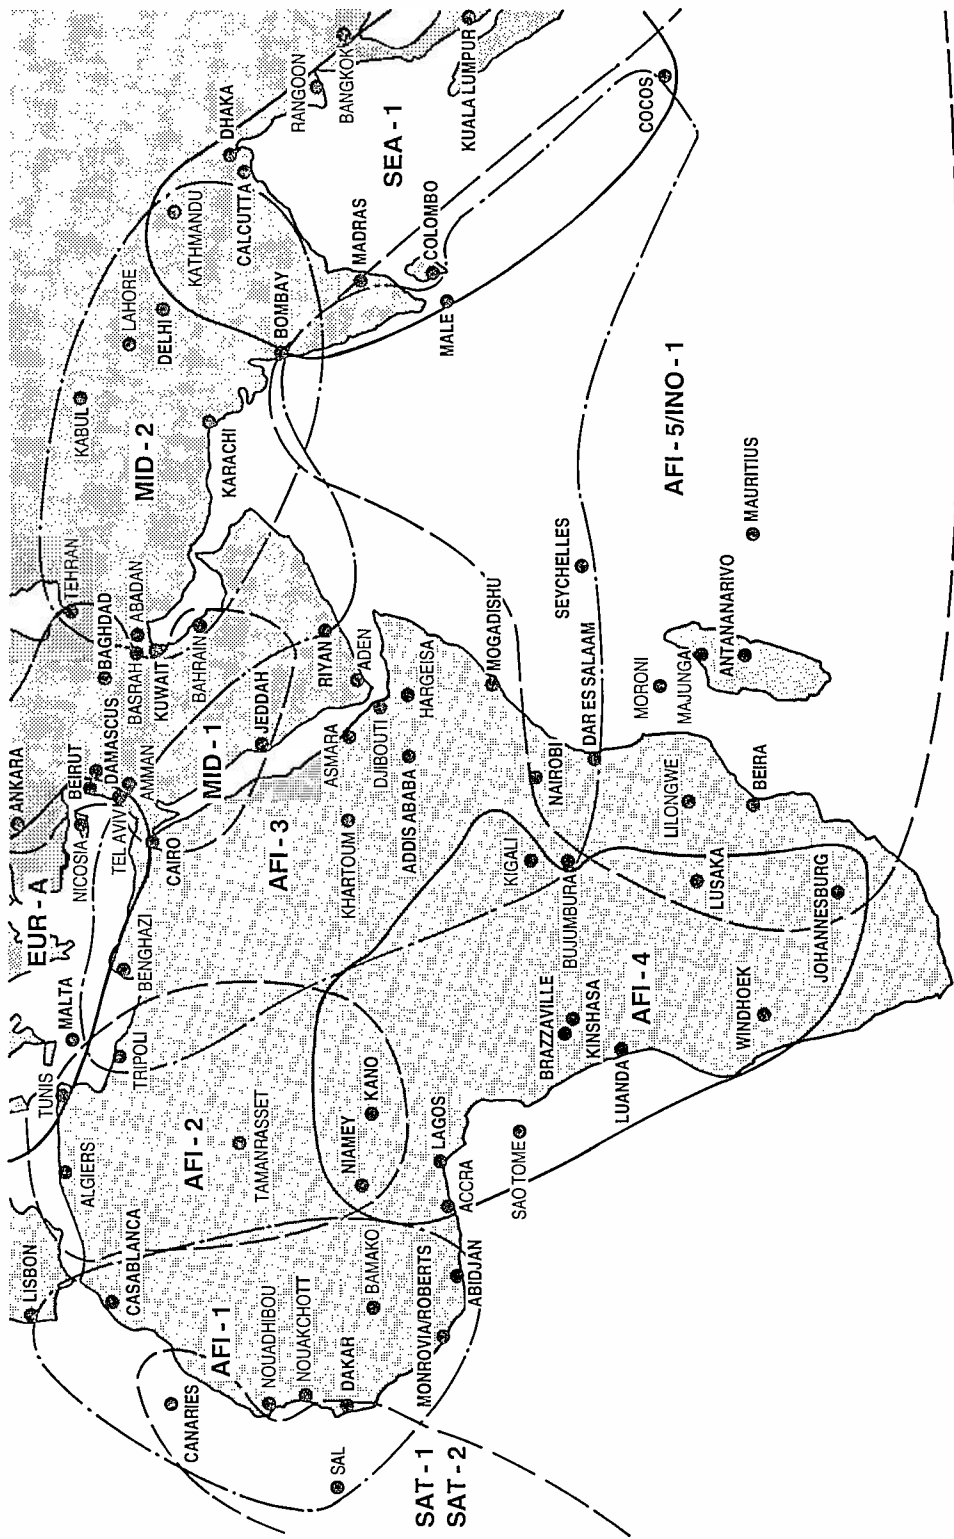 LISBON
TUNIS
MALTA
EUR - A
ANKARA
NICOSIA
BEIRUT
DAMASCUS
TEL AVIV
AMMAN
BAGHDAD
TEHRAN
BASRAH
ABADAN
KUWAIT
KABUL
LAHORE
DELHI
KATHMANDU
DHAKA
ALGIERS
CASABLANCA
TRIPOLI
BENGHAZI
CAIRO
MID - 1
BAHRAIN
MID - 2
KARACHI
CALCUTTA
RANGOON
BANGKOK
CANARIES
AFI - 1
AFI - 2
TAMANRASSET
AFI - 3
JEDDAH
RIYAN
BOMBAY
NOUADHIBOU
NOUAKCHOTT
DAKAR
SAL
BAMAKO
NIAMEY
KANO
KHARTOUM
ASMARA
ADEN
DJIBOUTI
ADDIS ABABA
HARGEISA
MADRAS
SEA - 1
COLOMBO
MALE
KUALA LUMPUR
SAT - 1
SAT - 2
MONROVIA/ROBERTS
ABIDJAN
ACCRA
LAGOS
SAO TOME
KIGALI
NAIROBI
MOGADISHU
BUJUMBURA
BRAZZAVILLE
KINSHASA
SEYCHELLES
DAR ES SALAAM
COCOS
LUANDA
AFI - 4
LILONGWE
MORONI
MAJUNGA
AFI - 5/INO - 1
LUSAKA
ANTANANARIVO
MAURITIUS
BEIRA
WINDHOEK
JOHANNESBURG